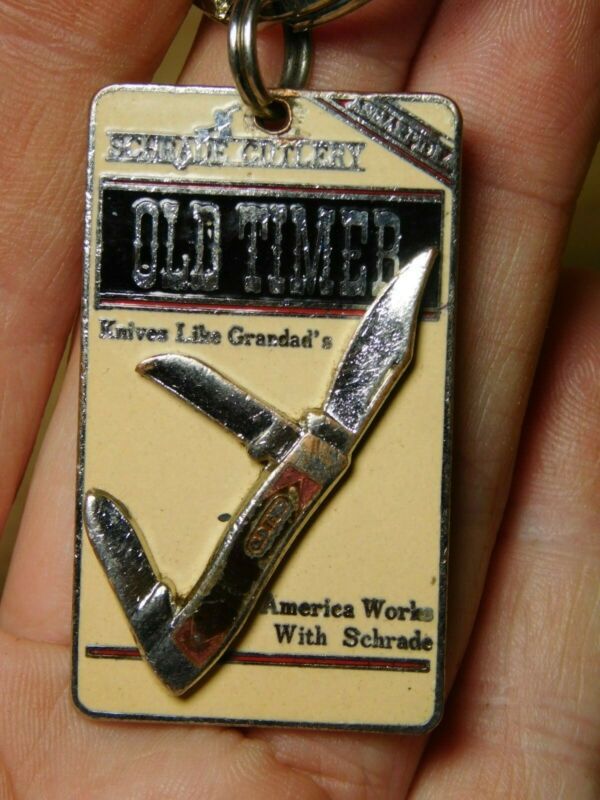 SCHRADE CUTLERY
OLD TIMER
Knives Like Grandad's
America Works
With Schrade